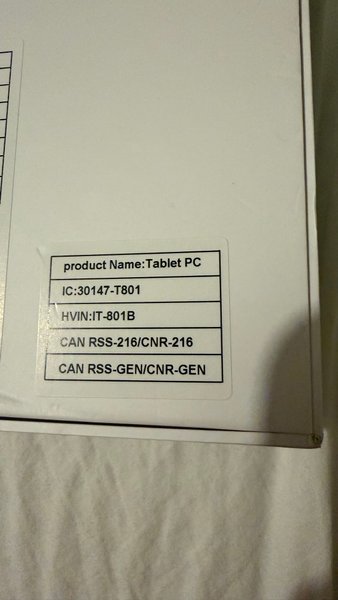 product Name:Tablet PC
IC:30147-T801
HVIN:IT-801B
CAN RSS-216/CNR-216
CAN RSS-GEN/CNR-GEN